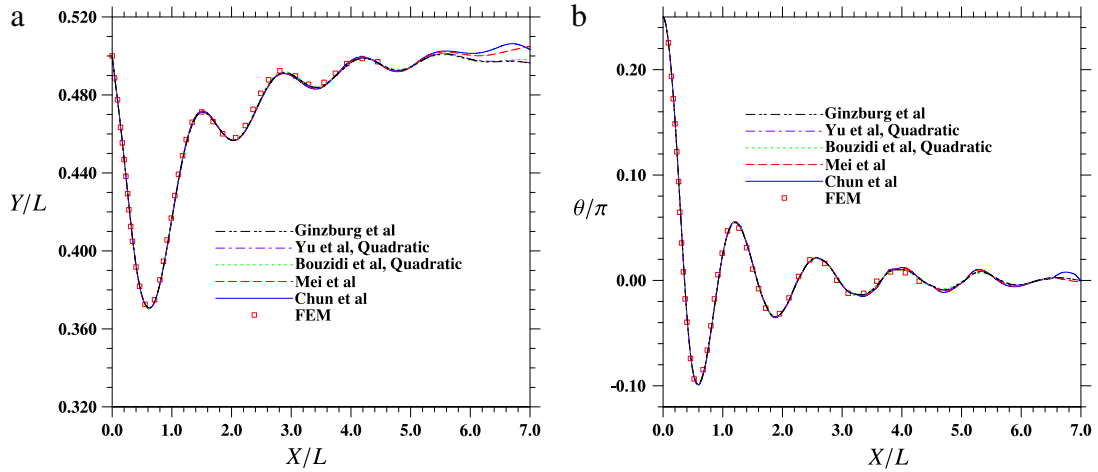 a
0.520
0.480
0.440
Y/L
0.400
0.360
0.320
0.0 1.0 2.0 3.0 4.0 5.0 6.0 7.0
X/L
Ginzburg et al
Yu et al, Quadratic
Bouzidi et al, Quadratic
Mei et al
Chun et al
FEM
b
0.20
0.10
θ/π
0.00
-0.10
0.0 1.0 2.0 3.0 4.0 5.0 6.0 7.0
X/L
Ginzburg et al
Yu et al, Quadratic
Bouzidi et al, Quadratic
Mei et al
Chun et al
FEM